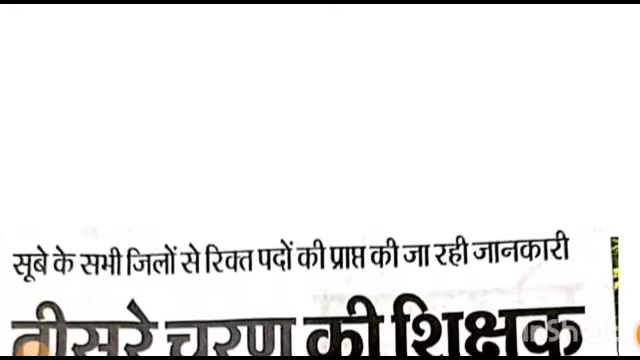 सूबे के सभी जिलों से रिक्त पदों की प्राप्त की जा रही जानकारी
तीसरे चरण की शिक्षक